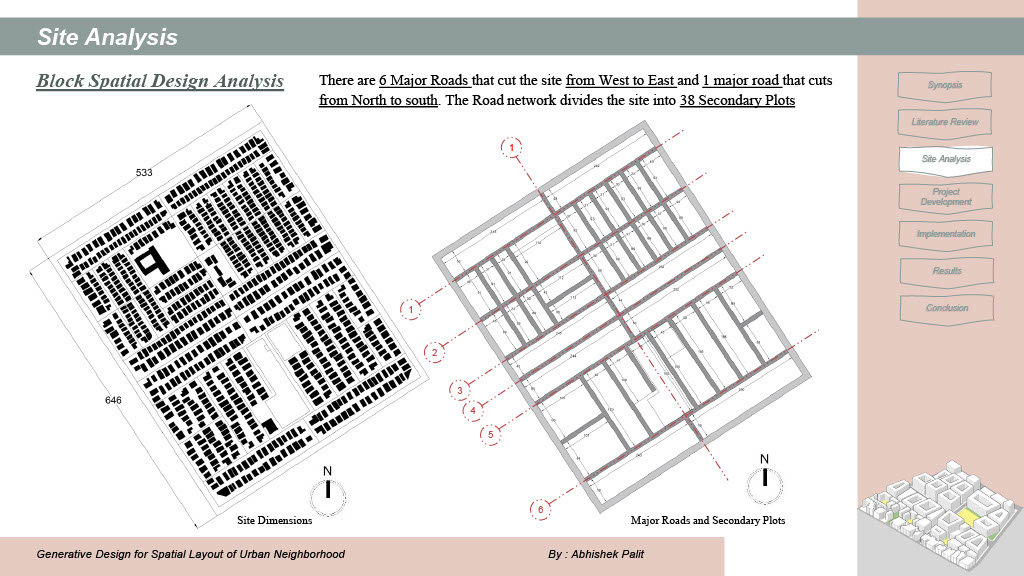 Site Analysis
Block Spatial Design Analysis
There are 6 Major Roads that cut the site from West to East and 1 major road that cuts
from North to south. The Road network divides the site into 38 Secondary Plots
533
646
N
Site Dimensions
1
1
2
3
4
5
6
N
Major Roads and Secondary Plots
Synopsis
Literature Review
Site Analysis
Project
Development
Implementation
Results
Conclusion
Generative Design for Spatial Layout of Urban Neighborhood
By : Abhishek Palit